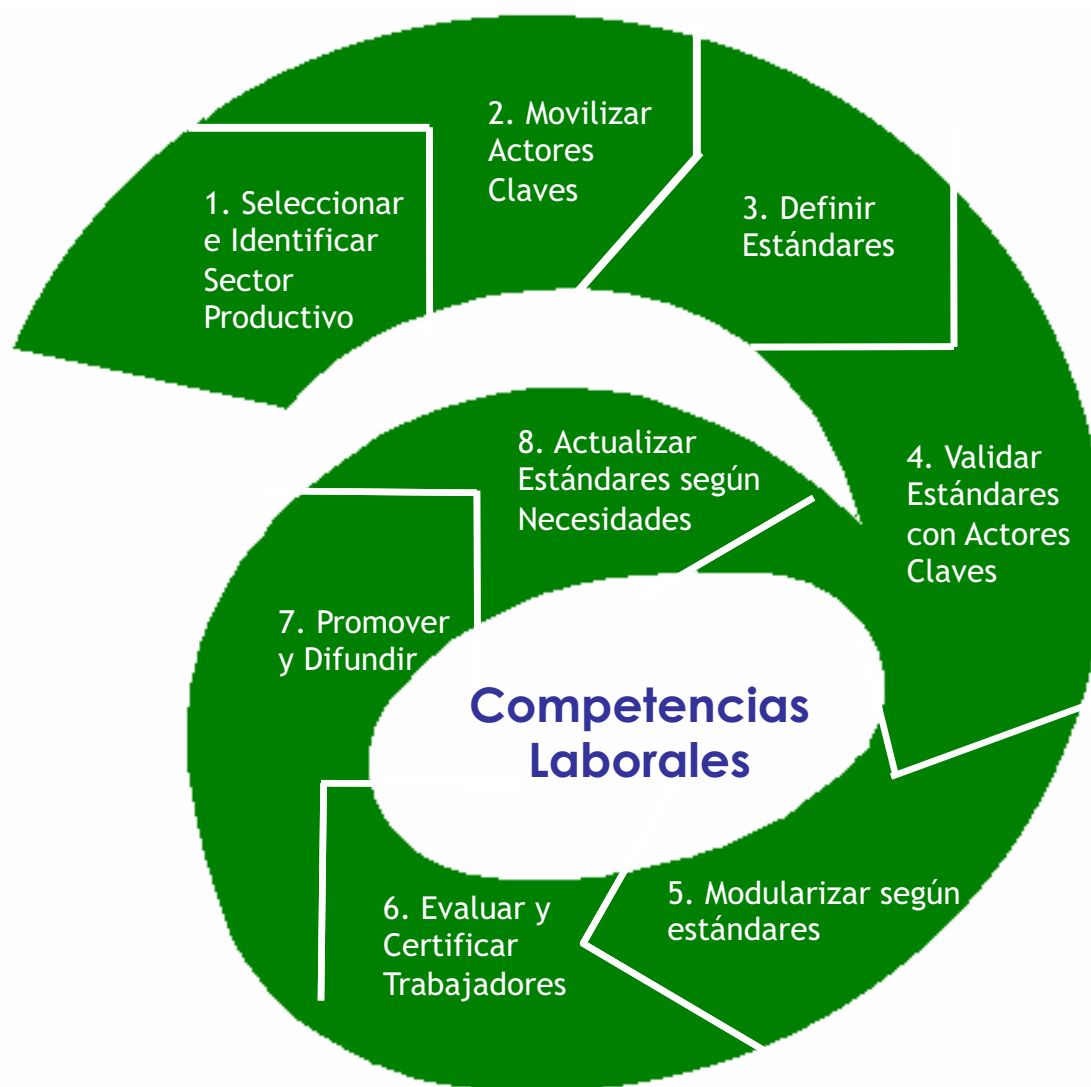 1. Seleccionar
e Identificar
Sector
Productivo
2. Movilizar
Actores
Claves
3. Definir
Estándares
4. Validar
Estándares
con Actores
Claves
5. Modularizar según
estándares
6. Evaluar y
Certificar
Trabajadores
7. Promover
y Difundir
8. Actualizar
Estándares según
Necesidades
Competencias
Laborales